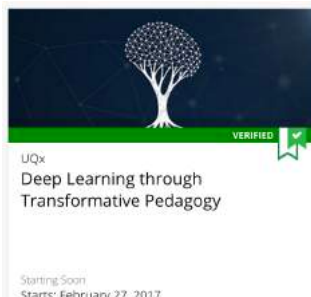 VERIFIED
UQx
Deep Learning through
Transformative Pedagogy
Starting Soon
Starts: February 27, 2017